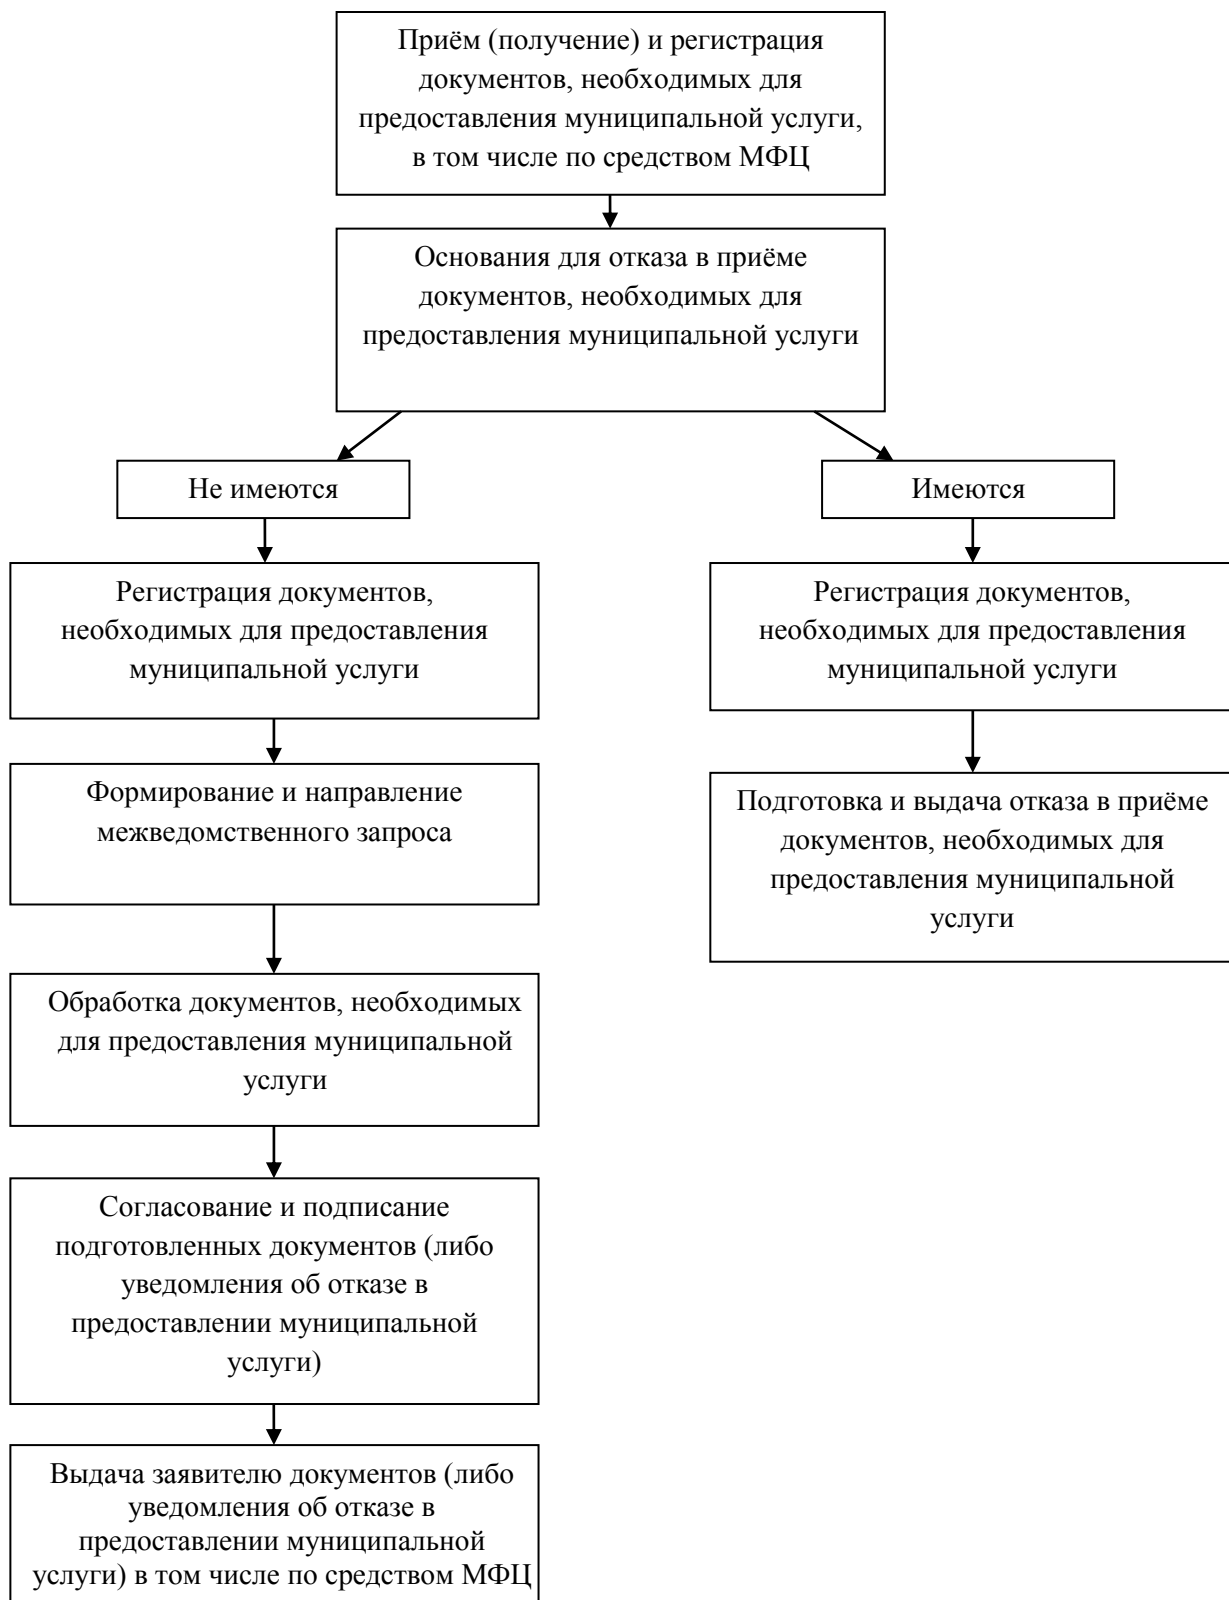 Приём (получение) и регистрация
документов, необходимых для
предоставления муниципальной услуги,
в том числе по средством МФЦ
Основания для отказа в приёме
документов, необходимых для
предоставления муниципальной услуги
Не имеются
Имеются
Регистрация документов,
необходимых для предоставления
муниципальной услуги
Регистрация документов,
необходимых для предоставления
муниципальной услуги
Формирование и направление
межведомственного запроса
Подготовка и выдача отказа в приёме
документов, необходимых для
предоставления муниципальной
услуги
Обработка документов, необходимых
для предоставления муниципальной
услуги
Согласование и подписание
подготовленных документов (либо
уведомления об отказе в
предоставлении муниципальной
услуги)
Выдача заявителю документов (либо
уведомления об отказе в
предоставлении муниципальной
услуги) в том числе по средством МФЦ